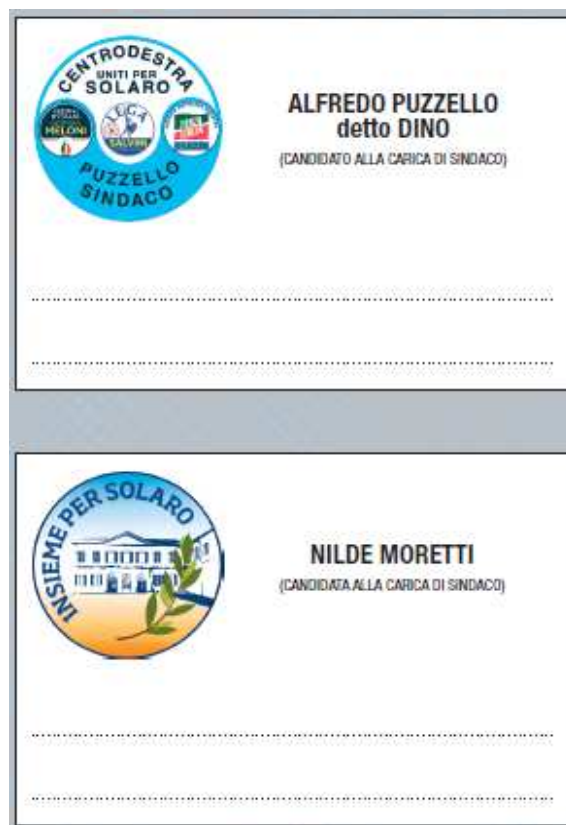 CENTRODESTRA
UNITI PER
SOLARO
MELONI
LEGA
SALVINI
PUZZELLO
SINDACO
ALFREDO PUZZELLO
detto DINO
(CANDIDATO ALLA CARICA DI SINDACO)
INSIEME PER SOLARO
NILDE MORETTI
(CANDIDATA ALLA CARICA DI SINDACO)